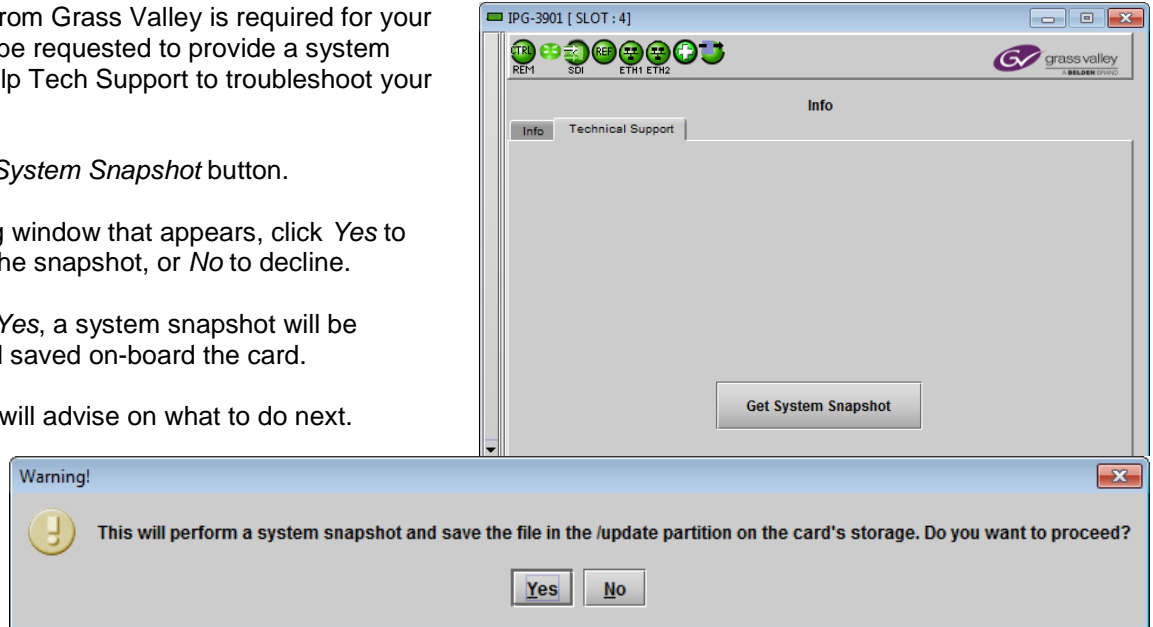 rom Grass Valley is required for your
be requested to provide a system
lp Tech Support to troubleshoot your
System Snapshot button.
g window that appears, click Yes to
he snapshot, or No to decline.
Yes, a system snapshot will be
l saved on-board the card.
will advise on what to do next.
IPG-3901 [ SLOT : 4]
CTRL REF
REM SDI ETH1 ETH2
GV grass valley
A BELDEN BRAND
Info
Info Technical Support
Get System Snapshot
Warning!
This will perform a system snapshot and save the file in the /update partition on the card's storage. Do you want to proceed?
Yes No